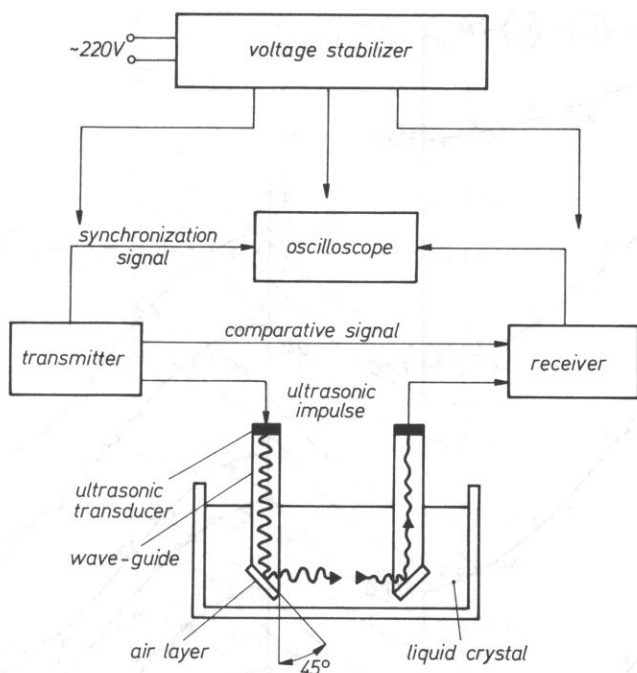 ~220V
voltage stabilizer
synchronization
signal
oscilloscope
transmitter
comparative signal
receiver
ultrasonic
impulse
ultrasonic
transducer
wave-guide
air layer
45°
liquid crystal